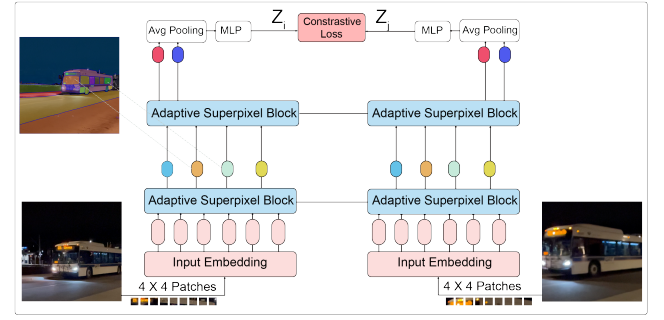 Avg Pooling
MLP
Zᵢ
Constrastive
Loss
Zⱼ
MLP
Avg Pooling
Adaptive Superpixel Block
Adaptive Superpixel Block
Adaptive Superpixel Block
Adaptive Superpixel Block
Input Embedding
Input Embedding
4 X 4 Patches
4 X 4 Patches